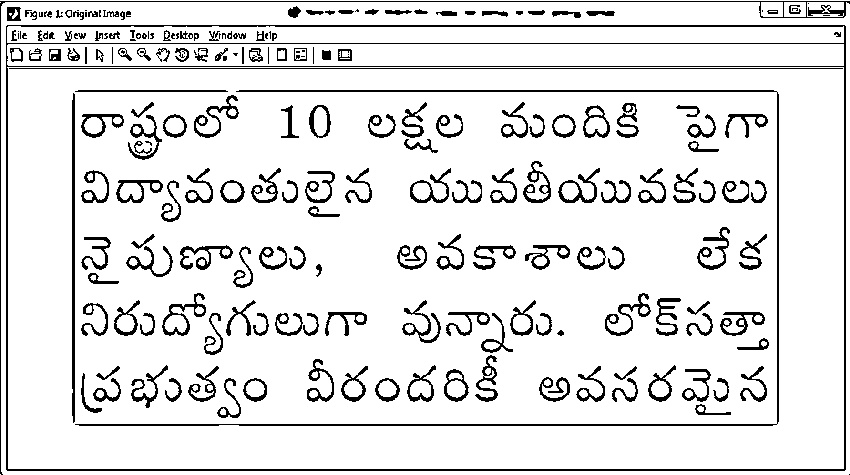 Figure 1: Original Image
File Edit View Insert Tools Desktop Window Help
రాష్ట్రంలో 10 లక్షల మందికి పైగా
విద్యావంతులైన యువతీయువకులు
నైపుణ్యాలు, అవకాశాలు లేక
నిరుద్యోగులుగా వున్నారు. లోక్‌సత్తా
ప్రభుత్వం వీరందరికీ అవసరమైన